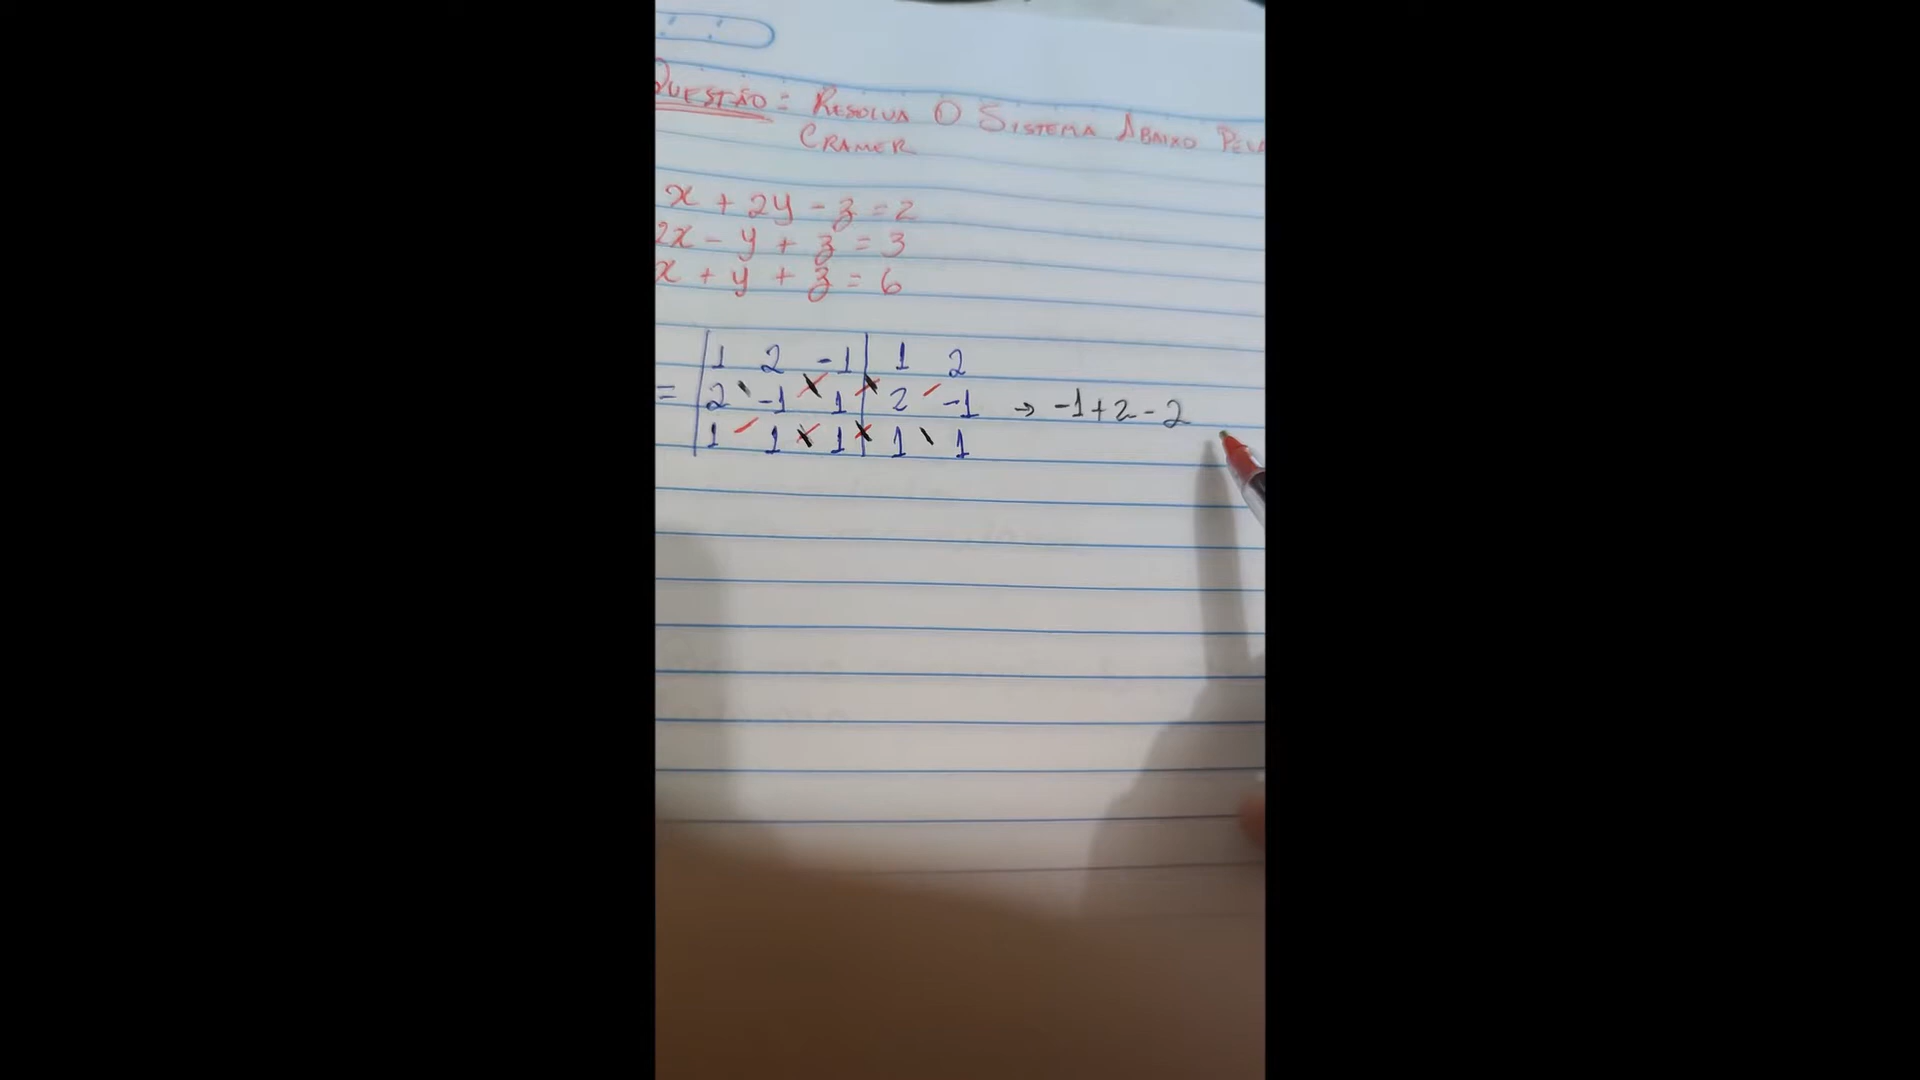 QUESTÃO: RESOLVA O SISTEMA ABAIXO PELA
CRAMER
x + 2y - z = 2
2x - y + z = 3
x + y + z = 6
1 2 -1 1 2
= 2 -1 1 2 -1 → -1+2-2
1 1 1 1 1